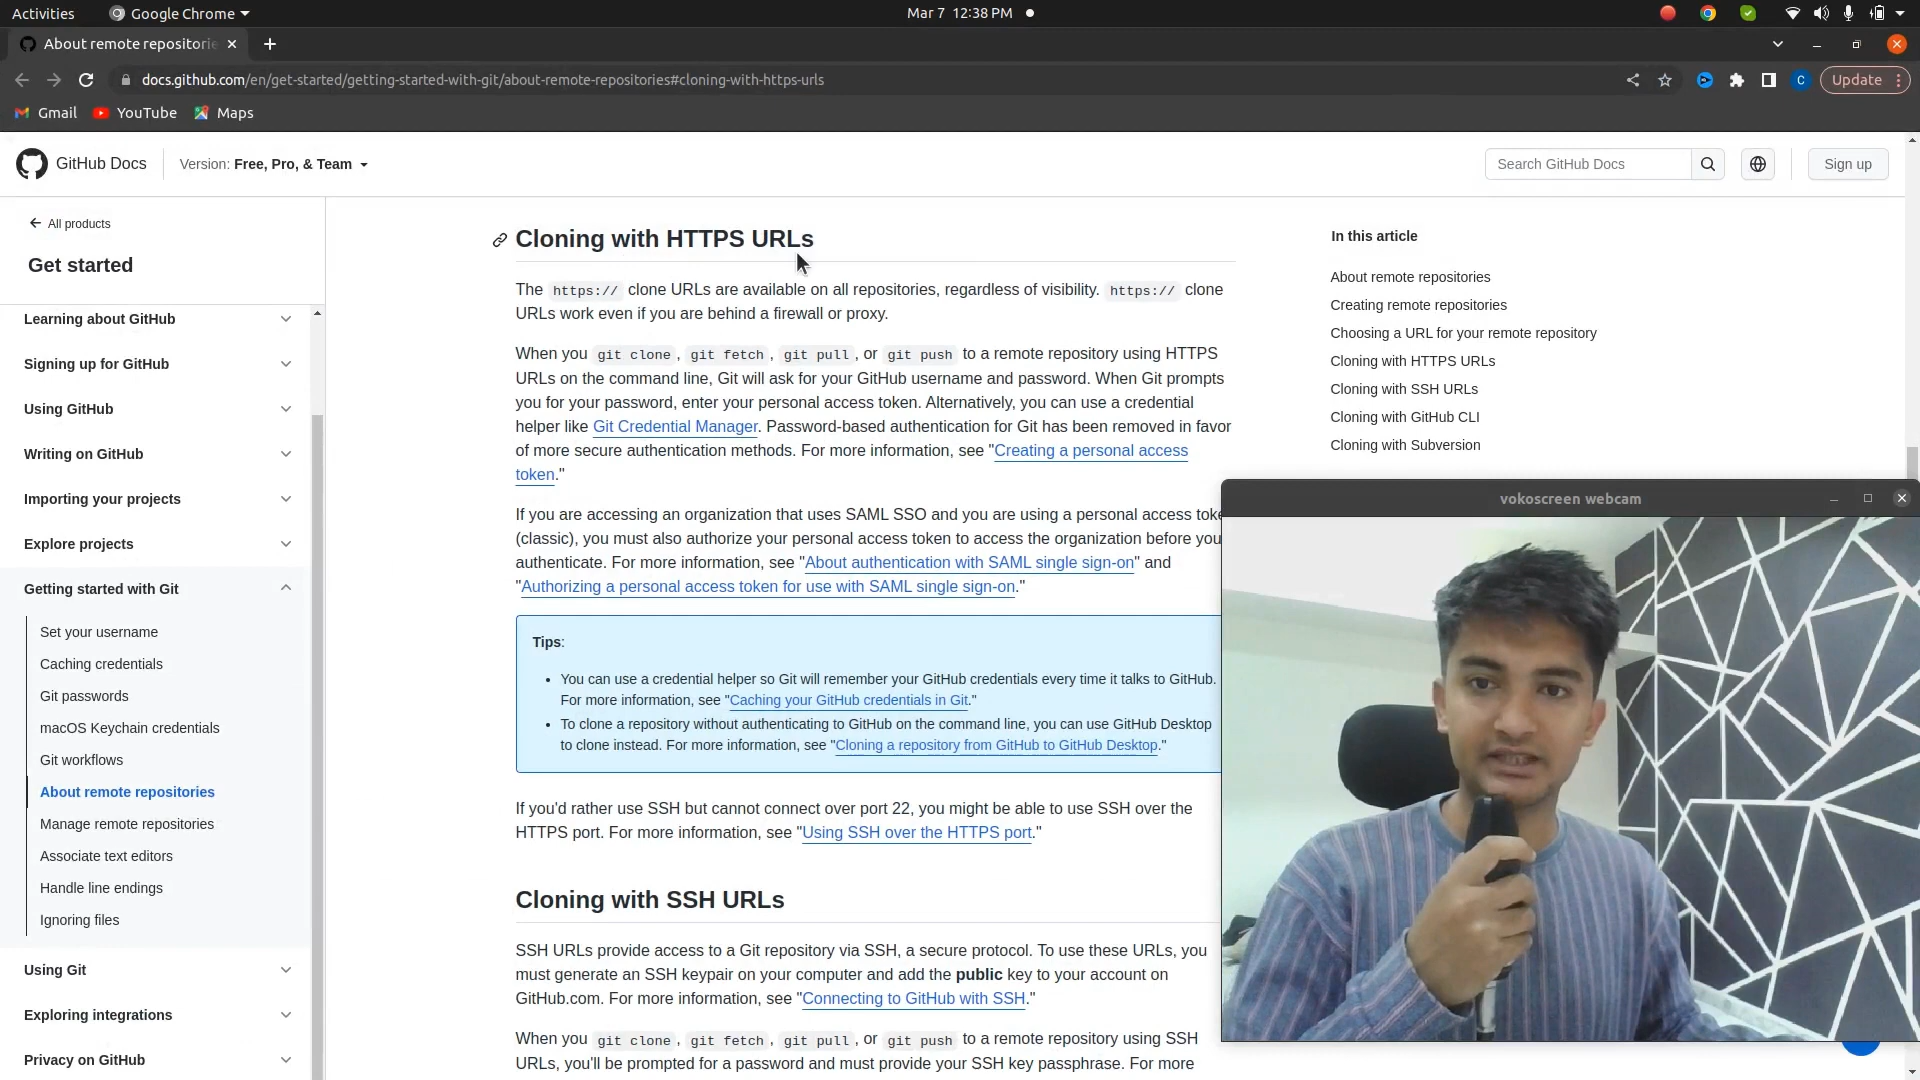 Activities
Google Chrome
Mar 7 12:38 PM
About remote repositorie
docs.github.com/en/get-started/getting-started-with-git/about-remote-repositories#cloning-with-https-urls
C
Update
Gmail
YouTube
Maps
GitHub Docs
Version: Free, Pro, & Team
Search GitHub Docs
Sign up
All products
Get started
Learning about GitHub
Signing up for GitHub
Using GitHub
Writing on GitHub
Importing your projects
Explore projects
Getting started with Git
Set your username
Caching credentials
Git passwords
macOS Keychain credentials
Git workflows
About remote repositories
Manage remote repositories
Associate text editors
Handle line endings
Ignoring files
Using Git
Exploring integrations
Privacy on GitHub
Cloning with HTTPS URLs
The https:// clone URLs are available on all repositories, regardless of visibility. https:// clone
URLs work even if you are behind a firewall or proxy.
When you git clone, git fetch, git pull, or git push to a remote repository using HTTPS
URLs on the command line, Git will ask for your GitHub username and password. When Git prompts
you for your password, enter your personal access token. Alternatively, you can use a credential
helper like Git Credential Manager. Password-based authentication for Git has been removed in favor
of more secure authentication methods. For more information, see "Creating a personal access
token."
If you are accessing an organization that uses SAML SSO and you are using a personal access toke
(classic), you must also authorize your personal access token to access the organization before you
authenticate. For more information, see "About authentication with SAML single sign-on" and
"Authorizing a personal access token for use with SAML single sign-on."
Tips:
• You can use a credential helper so Git will remember your GitHub credentials every time it talks to GitHub.
For more information, see "Caching your GitHub credentials in Git."
• To clone a repository without authenticating to GitHub on the command line, you can use GitHub Desktop
to clone instead. For more information, see "Cloning a repository from GitHub to GitHub Desktop."
If you'd rather use SSH but cannot connect over port 22, you might be able to use SSH over the
HTTPS port. For more information, see "Using SSH over the HTTPS port."
Cloning with SSH URLs
SSH URLs provide access to a Git repository via SSH, a secure protocol. To use these URLs, you
must generate an SSH keypair on your computer and add the public key to your account on
GitHub.com. For more information, see "Connecting to GitHub with SSH."
When you git clone, git fetch, git pull, or git push to a remote repository using SSH
URLs, you'll be prompted for a password and must provide your SSH key passphrase. For more
In this article
About remote repositories
Creating remote repositories
Choosing a URL for your remote repository
Cloning with HTTPS URLs
Cloning with SSH URLs
Cloning with GitHub CLI
Cloning with Subversion
vokoscreen webcam